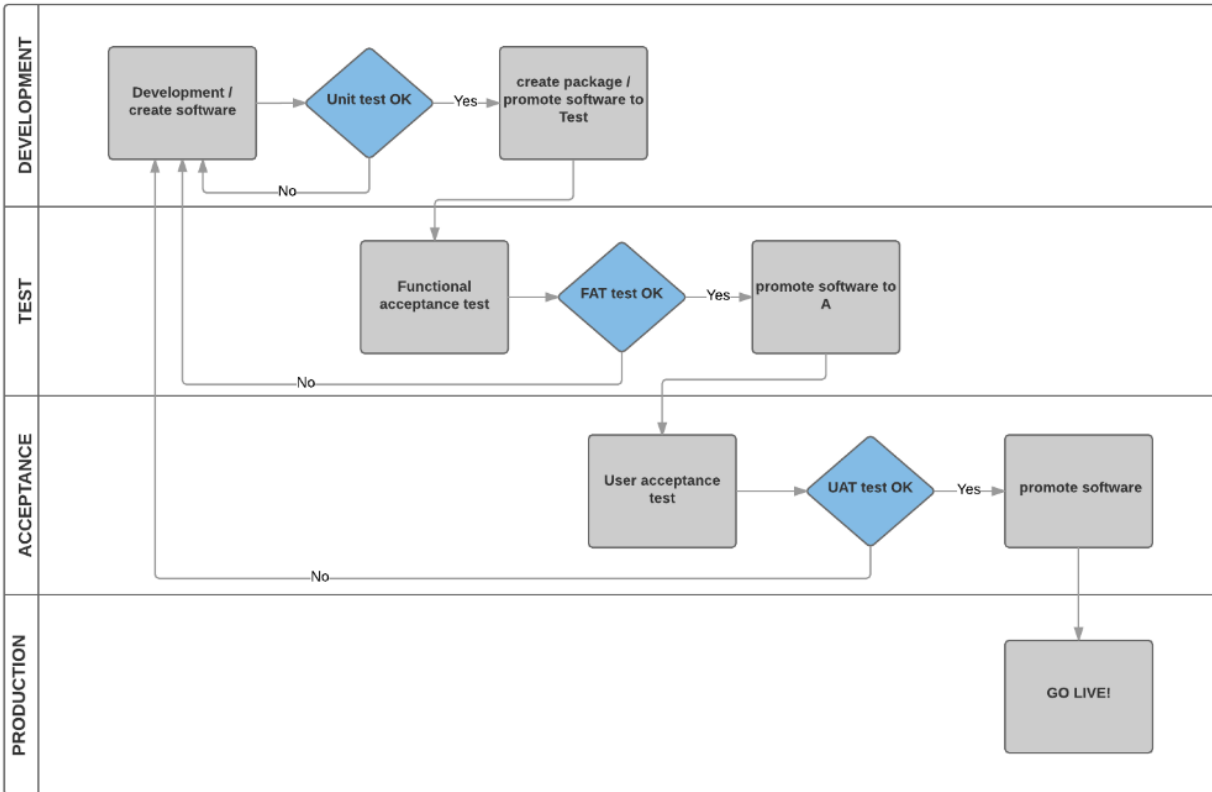 DEVELOPMENT
Development /
create software
Unit test OK
Yes
create package /
promote software to
Test
No
TEST
Functional
acceptance test
FAT test OK
Yes
promote software to
A
No
ACCEPTANCE
User acceptance
test
UAT test OK
Yes
promote software
No
PRODUCTION
GO LIVE!